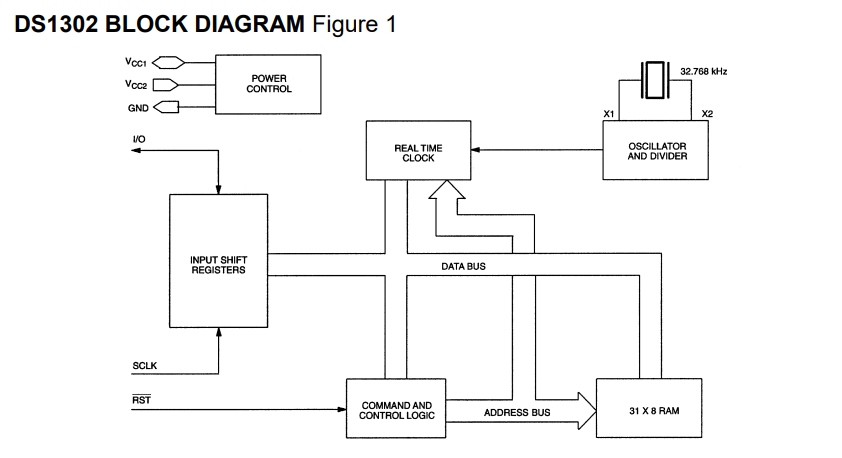 DS1302 BLOCK DIAGRAM Figure 1
VCC1
VCC2
GND
POWER
CONTROL
32.768 kHz
X1
X2
I/O
REAL TIME
CLOCK
OSCILLATOR
AND DIVIDER
INPUT SHIFT
REGISTERS
DATA BUS
SCLK
RST
COMMAND AND
CONTROL LOGIC
ADDRESS BUS
31 X 8 RAM